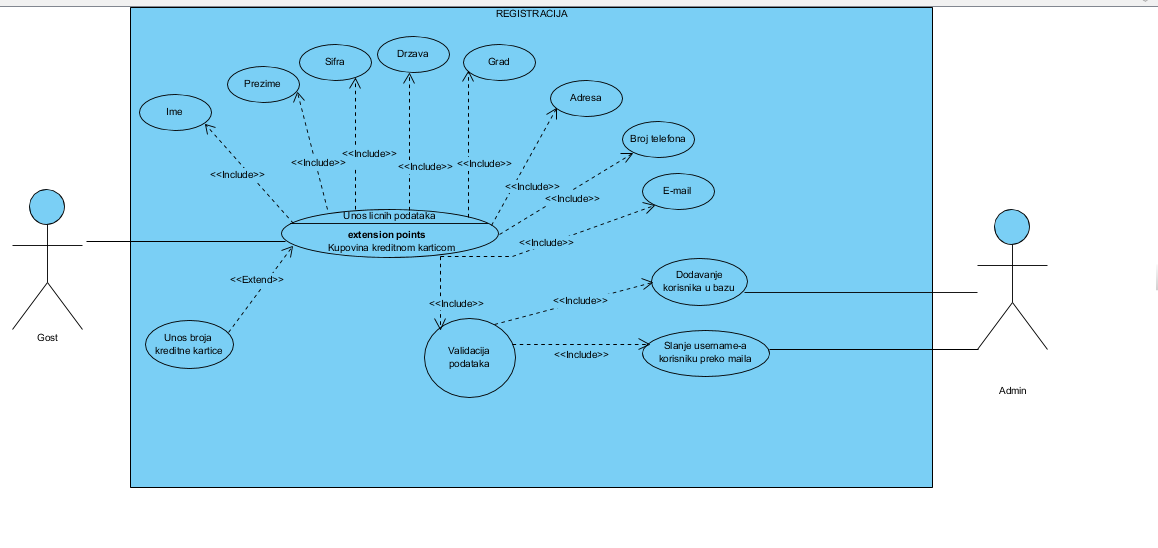 REGISTRACIJA
Ime
Prezime
Sifra
Drzava
Grad
Adresa
Broj telefona
E-mail
<<Include>>
<<Include>>
<<Include>>
<<Include>>
<<Include>>
<<Include>>
<<Include>>
<<Include>>
Unos licnih podataka
extension points
Kupovina kreditnom karticom
<<Extend>>
Unos broja
kreditne kartice
<<Include>>
Validacija
podataka
<<Include>>
<<Include>>
Dodavanje
korisnika u bazu
Slanje username-a
korisniku preko maila
Gost
Admin